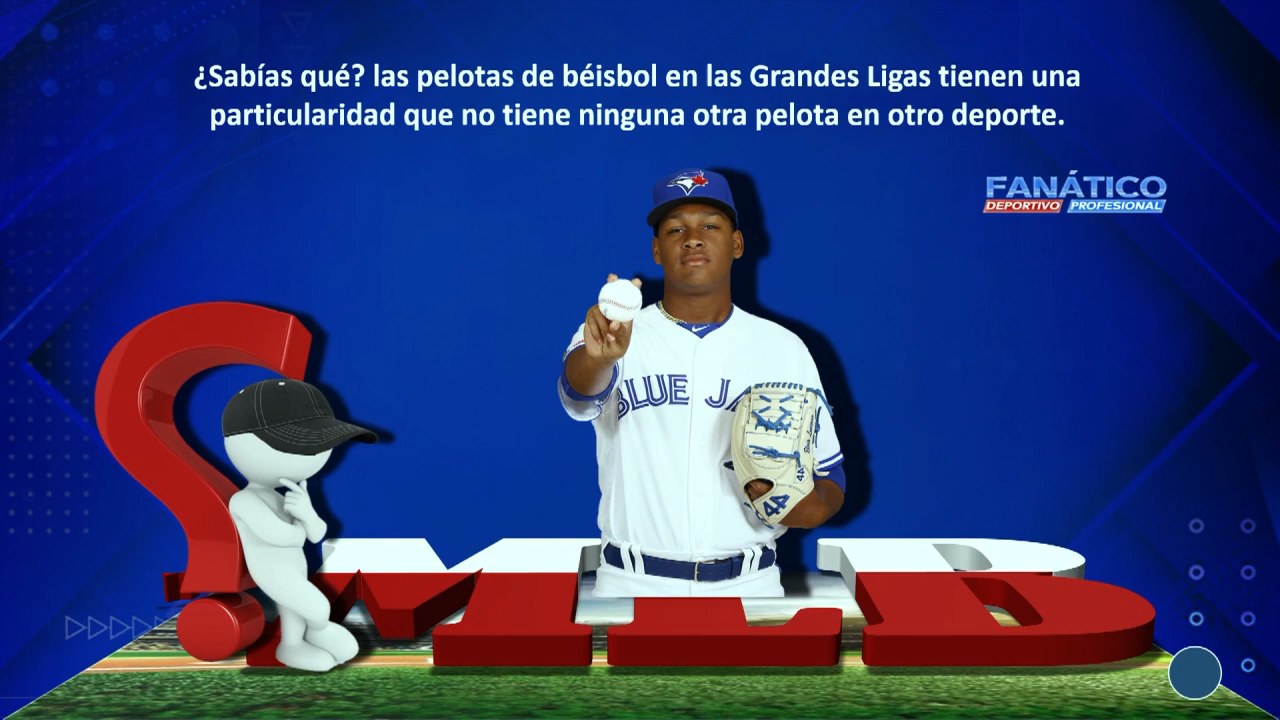 ¿Sabías qué? las pelotas de béisbol en las Grandes Ligas tienen una
particularidad que no tiene ninguna otra pelota en otro deporte.
FANÁTICO
DEPORTIVO PROFESIONAL
BLUE JA
44
44
MLB